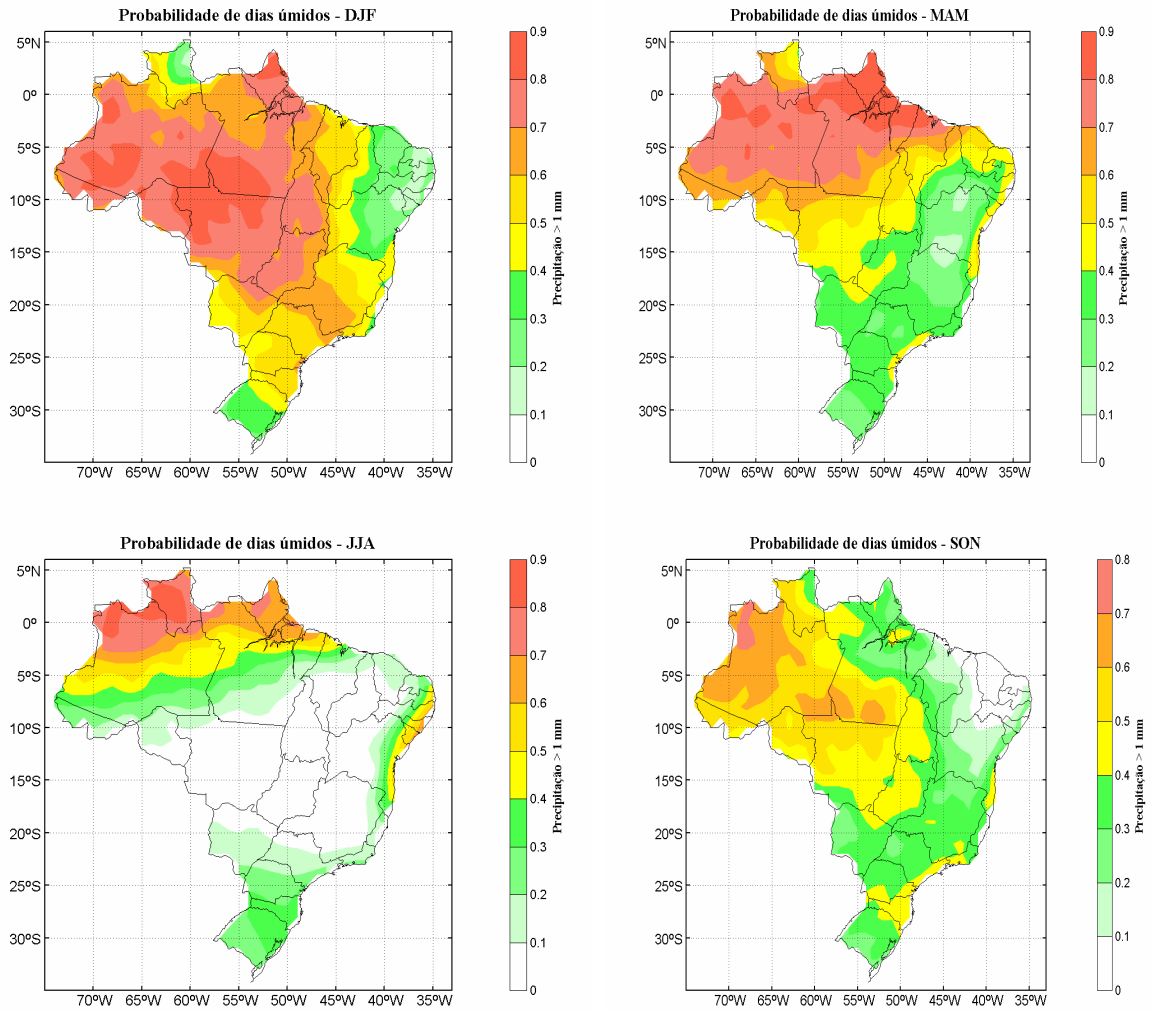 Probabilidade de dias úmidos - DJF
5ºN
0º
5ºS
10ºS
15ºS
20ºS
25ºS
30ºS
70ºW 65ºW 60ºW 55ºW 50ºW 45ºW 40ºW 35ºW
0.9
0.8
0.7
0.6
0.5
0.4
0.3
0.2
0.1
0
Precipitação > 1 mm
Probabilidade de dias úmidos - MAM
5ºN
0º
5ºS
10ºS
15ºS
20ºS
25ºS
30ºS
70ºW 65ºW 60ºW 55ºW 50ºW 45ºW 40ºW 35ºW
0.9
0.8
0.7
0.6
0.5
0.4
0.3
0.2
0.1
0
Precipitação > 1 mm
Probabilidade de dias úmidos - JJA
5ºN
0º
5ºS
10ºS
15ºS
20ºS
25ºS
30ºS
70ºW 65ºW 60ºW 55ºW 50ºW 45ºW 40ºW 35ºW
0.9
0.8
0.7
0.6
0.5
0.4
0.3
0.2
0.1
0
Precipitação > 1 mm
Probabilidade de dias úmidos - SON
5ºN
0º
5ºS
10ºS
15ºS
20ºS
25ºS
30ºS
70ºW 65ºW 60ºW 55ºW 50ºW 45ºW 40ºW 35ºW
0.8
0.7
0.6
0.5
0.4
0.3
0.2
0.1
0
Precipitação > 1 mm